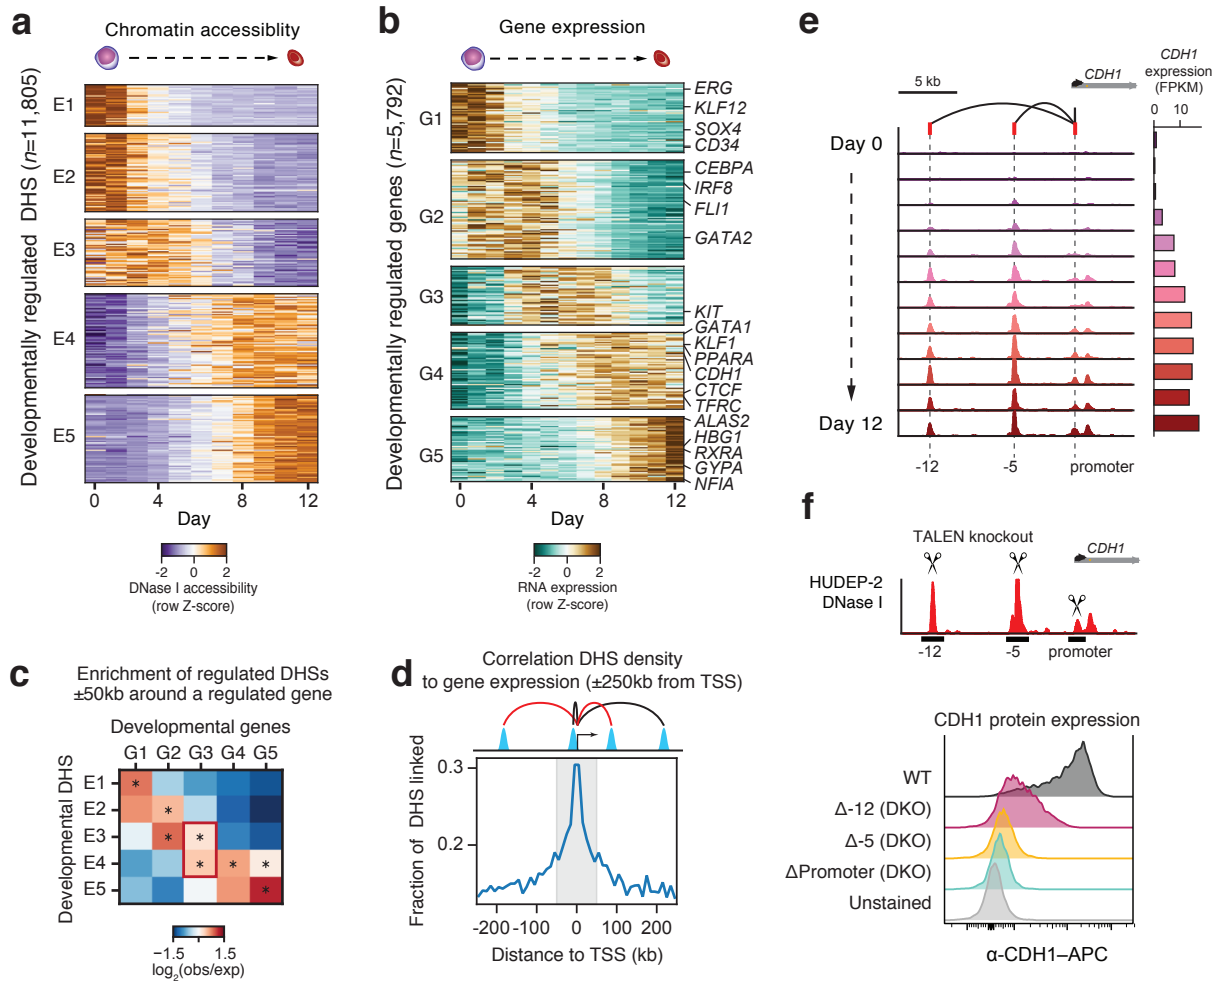 a
Chromatin accessiblity
Developmentally regulated DHS (n=11,805)
E1
E2
E3
E4
E5
0 4 8 12
Day
-2 0 2
DNase I accessibility
(row Z-score)
b
Gene expression
Developmentally regulated genes (n=5,792)
G1
G2
G3
G4
G5
ERG
KLF12
SOX4
CD34
CEBPA
IRF8
FLI1
GATA2
KIT
GATA1
KLF1
PPARA
CDH1
CTCF
TFRC
ALAS2
HBG1
RXRA
GYPA
NFIA
0 4 8 12
Day
-2 0 2
RNA expression
(row Z-score)
c
Enrichment of regulated DHSs
±50kb around a regulated gene
Developmental genes
G1 G2 G3 G4 G5
Developmental DHS
E1 *
E2 *
E3 * *
E4 * * *
E5 *
−1.5 1.5
log2(obs/exp)
d
Correlation DHS density
to gene expression (±250kb from TSS)
Fraction of DHS linked
0.3
0.2
-200 -100 0 100 200
Distance to TSS (kb)
e
5 kb
CDH1
CDH1
expression
(FPKM)
0 10
Day 0
Day 12
-12 -5 promoter
f
TALEN knockout
CDH1
HUDEP-2
DNase I
-12 -5 promoter
CDH1 protein expression
WT
Δ-12 (DKO)
Δ-5 (DKO)
ΔPromoter (DKO)
Unstained
α-CDH1–APC